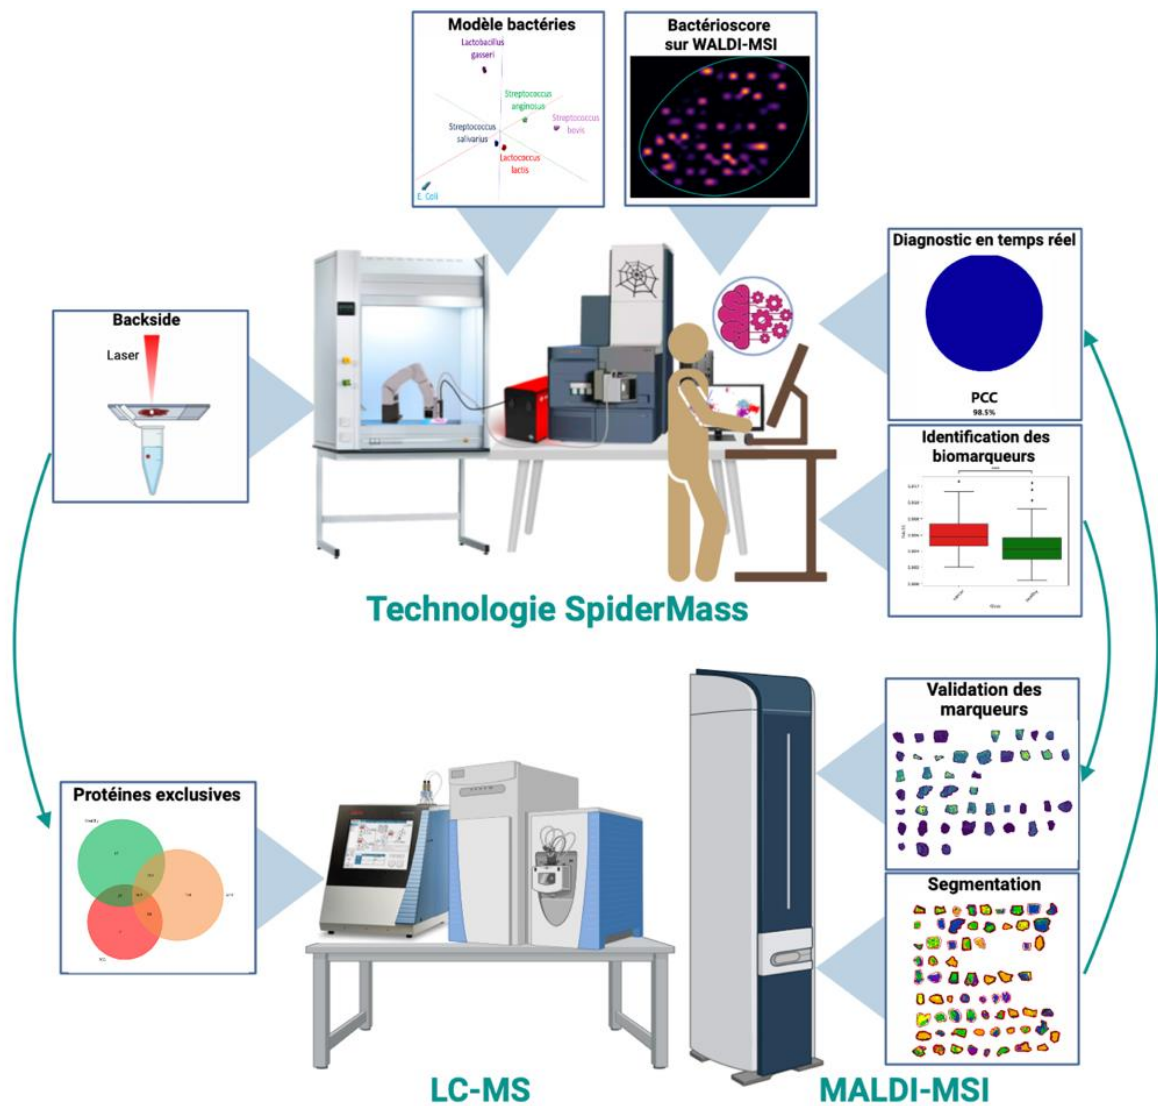 Modèle bactéries
Lactobacillus
gasseri
Streptococcus
anginosus
Streptococcus
bovis
Streptococcus
salivarius
Lactococcus
lactis
E. Coli
Bactérioscore
sur WALDI-MSI
Diagnostic en temps réel
PCC
98.5%
Backside
Laser
Identification des
biomarqueurs
Technologie SpiderMass
Validation des
marqueurs
Protéines exclusives
Segmentation
LC-MS
MALDI-MSI